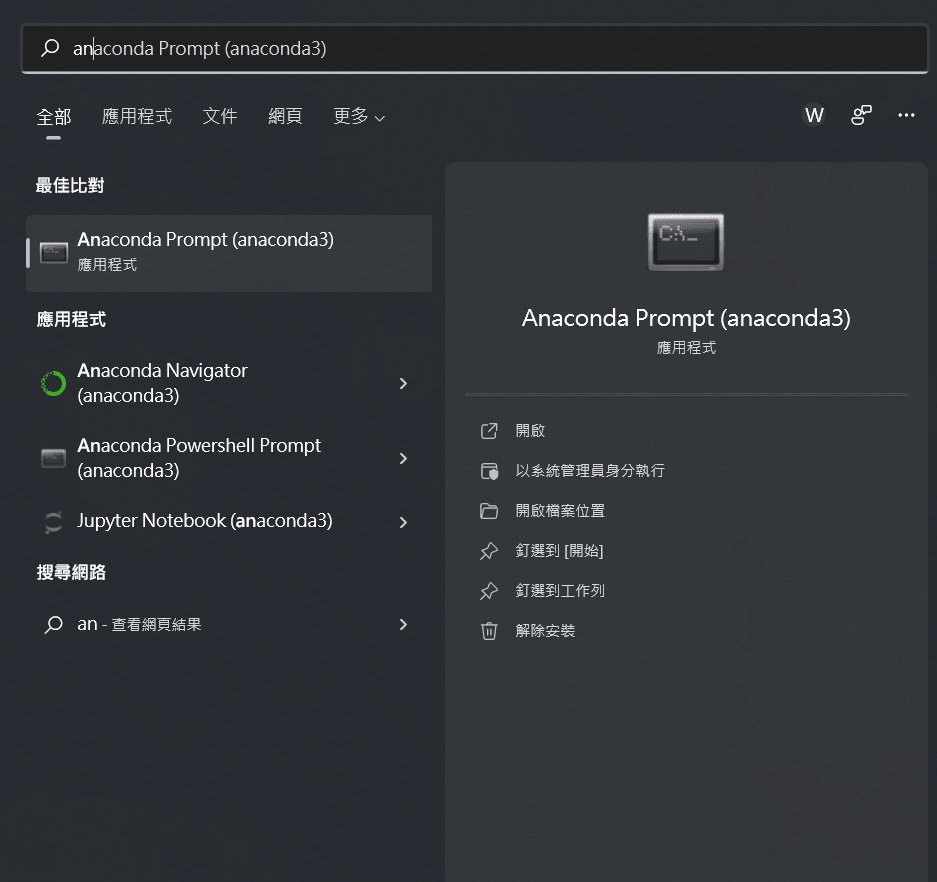 anaconda Prompt (anaconda3)
全部 應用程式 文件 網頁 更多
W
最佳比對
Anaconda Prompt (anaconda3)
應用程式
應用程式
Anaconda Navigator
(anaconda3)
Anaconda Powershell Prompt
(anaconda3)
Jupyter Notebook (anaconda3)
搜尋網路
an - 查看網頁結果
C:\_
Anaconda Prompt (anaconda3)
應用程式
開啟
以系統管理員身分執行
開啟檔案位置
釘選到 [開始]
釘選到工作列
解除安裝